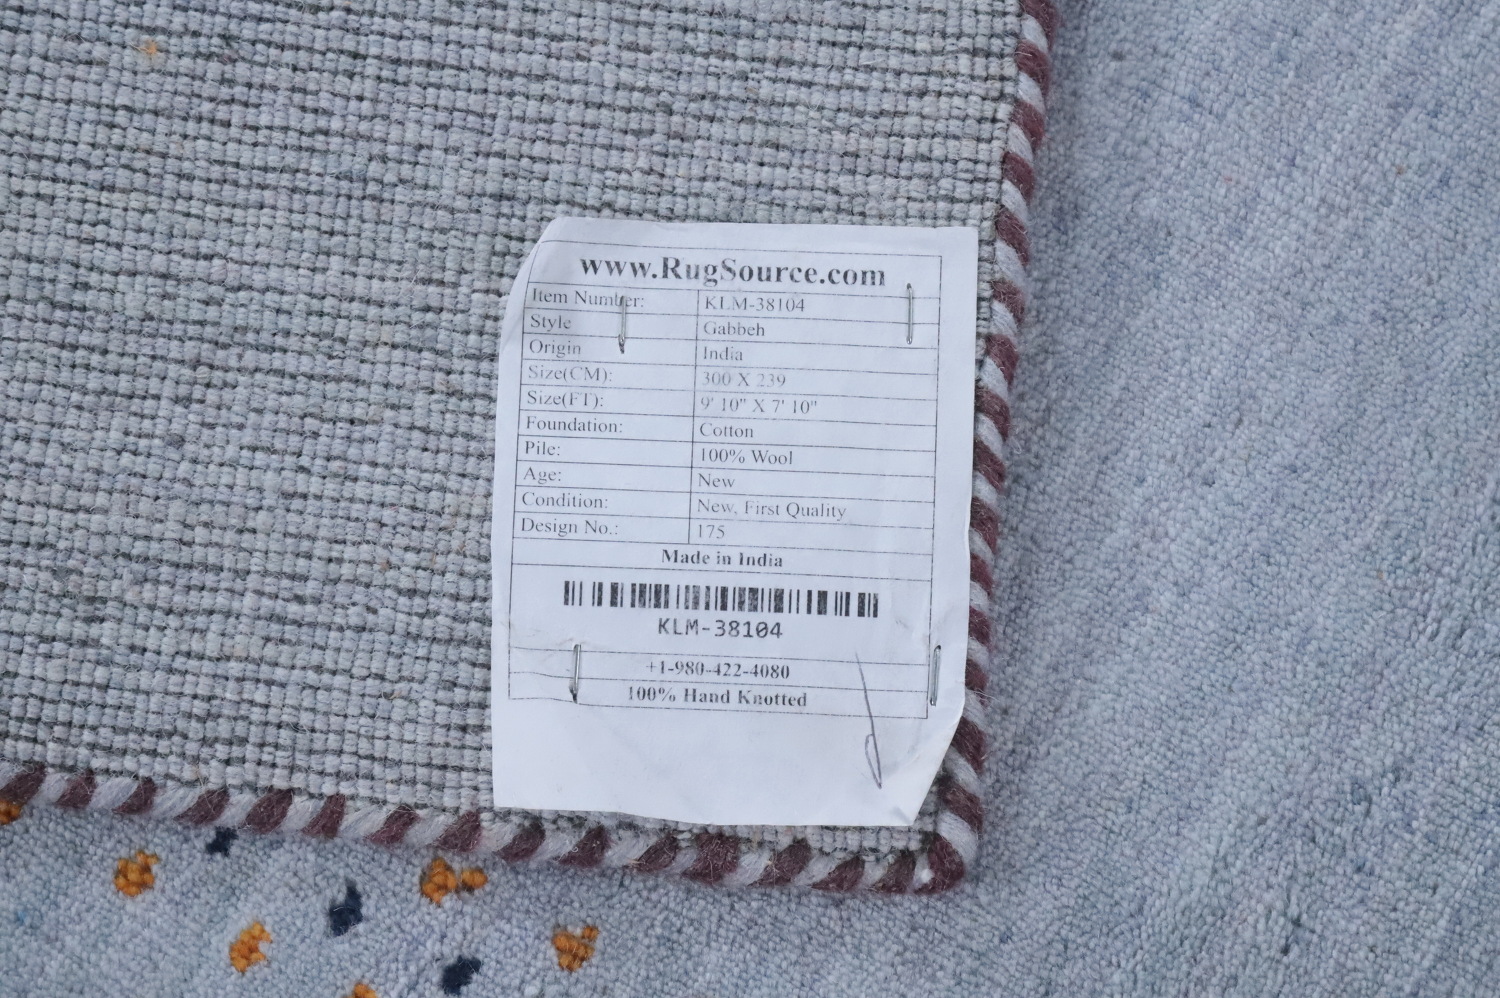 www.RugSource.com
Item Number: KLM-38104
Style Gabbeh
Origin India
Size(CM): 300 X 239
Size(FT): 9' 10" X 7' 10"
Foundation: Cotton
Pile: 100% Wool
Age: New
Condition: New, First Quality
Design No.: 175
Made in India
KLM-38104
+1-980-422-4080
100% Hand Knotted